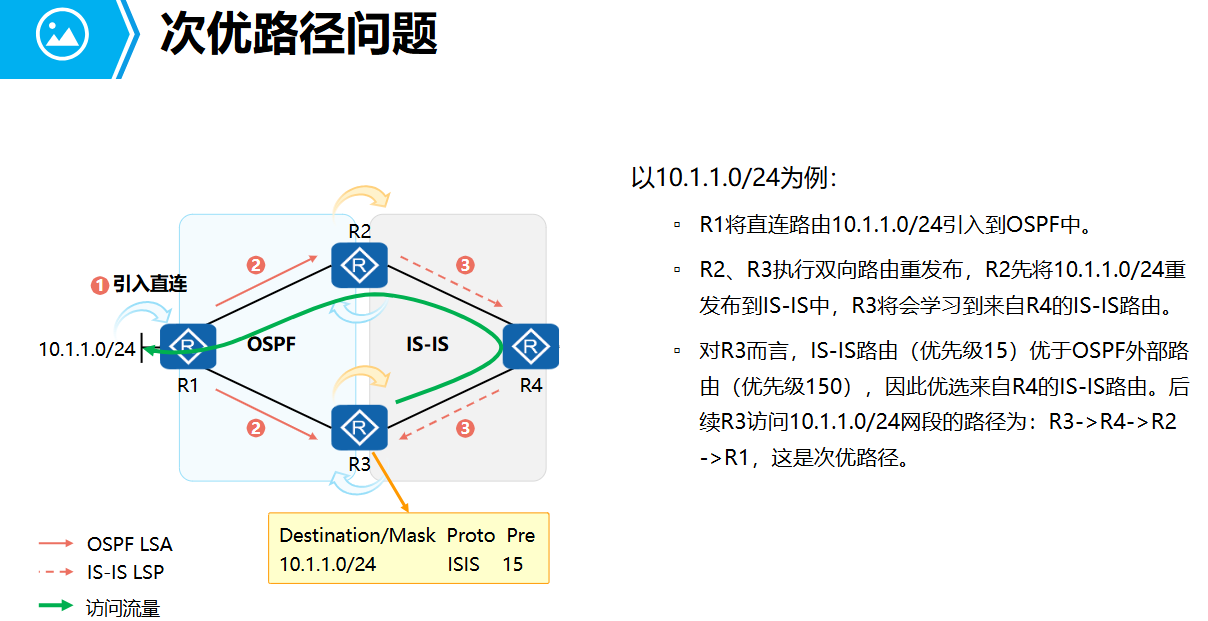 次优路径问题
以10.1.1.0/24为例：
▫ R1将直连路由10.1.1.0/24引入到OSPF中。
▫ R2、R3执行双向路由重发布，R2先将10.1.1.0/24重
发布到IS-IS中，R3将会学习到来自R4的IS-IS路由。
▫ 对R3而言，IS-IS路由（优先级15）优于OSPF外部路
由（优先级150），因此优选来自R4的IS-IS路由。后
续R3访问10.1.1.0/24网段的路径为：R3->R4->R2
->R1，这是次优路径。
R2
2
3
1 引入直连
R
R
10.1.1.0/24
R
OSPF
IS-IS
R
R1
R4
2
R
3
R3
Destination/Mask Proto Pre
10.1.1.0/24 ISIS 15
OSPF LSA
IS-IS LSP
访问流量